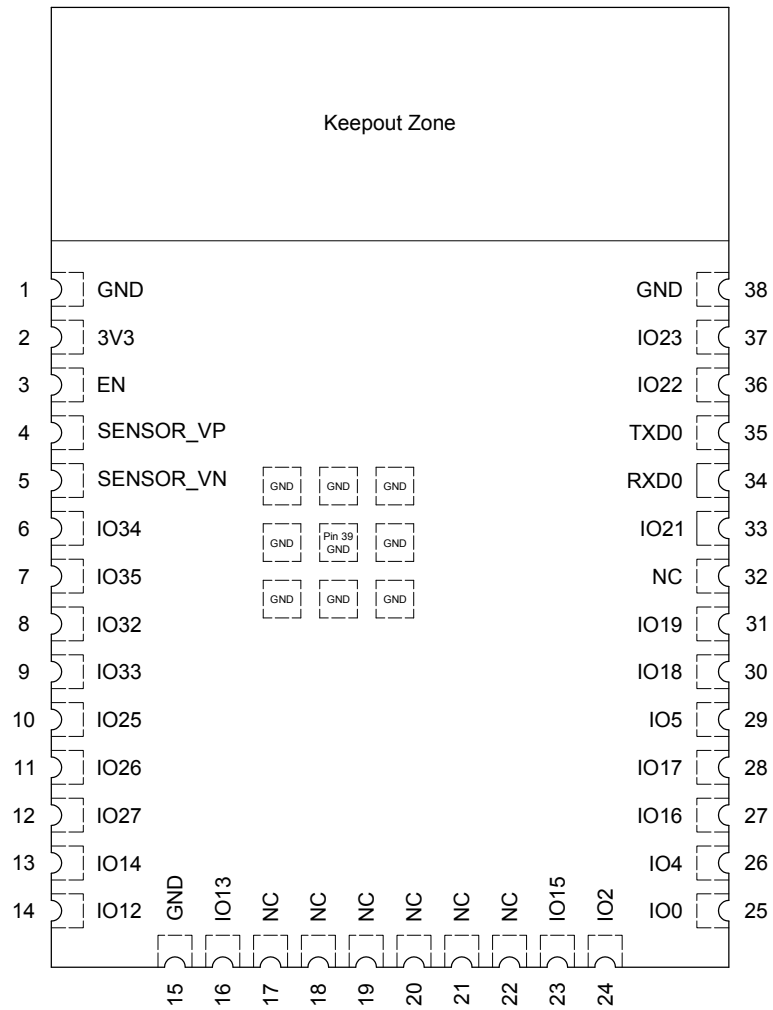 Keepout Zone
1 GND
2 3V3
3 EN
4 SENSOR_VP
5 SENSOR_VN
6 IO34
7 IO35
8 IO32
9 IO33
10 IO25
11 IO26
12 IO27
13 IO14
14 IO12
GND GND GND
GND Pin 39 GND
GND
GND GND GND
GND 38
IO23 37
IO22 36
TXD0 35
RXD0 34
IO21 33
NC 32
IO19 31
IO18 30
IO5 29
IO17 28
IO16 27
IO4 26
IO0 25
GND IO13 NC NC NC NC NC NC IO15 IO2
15 16 17 18 19 20 21 22 23 24